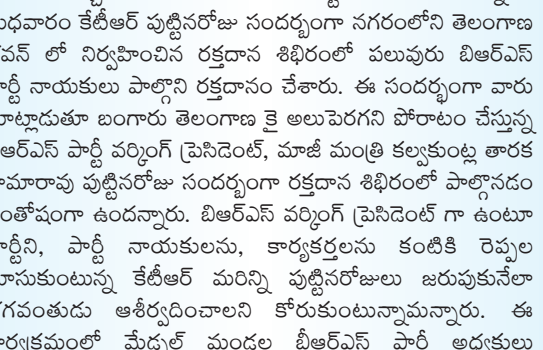 ుధవారం కేటీఆర్ పుట్టినరోజు సందర్భంగా నగరంలోని తెలంగాణ
వన్ లో నిర్వహించిన రక్తదాన శిభిరంలో పలువురు బిఆర్ఎస్
ార్టీ నాయకులు పాల్గొని రక్తదానం చేశారు. ఈ సందర్భంగా వారు
ాట్లాడుతూ బంగారు తెలంగాణ కై అలుపెరగని పోరాటం చేస్తున్న
ఆర్ఎస్ పార్టీ వర్కింగ్ ప్రెసిడెంట్, మాజీ మంత్రి కల్వకుంట్ల తారక
ామారావు పుట్టినరోజు సందర్భంగా రక్తదాన శిభిరంలో పాల్గొనడం
ంతోషంగా ఉందన్నారు. బిఆర్ఎస్ వర్కింగ్ ప్రెసిడెంట్ గా ఉంటూ
ార్టీని, పార్టీ నాయకులను, కార్యకర్తలను కంటికి రెప్పల
ూసుకుంటున్న కేటీఆర్ మరిన్ని పుట్టినరోజులు జరుపుకునేలా
గవంతుడు ఆశీర్వదించాలని కోరుకుంటున్నామన్నారు. ఈ
ార్యక్రమంలో మేడ్చల్ మండల బీఆర్ఎస్ పార్టీ అధ్యక్షులు